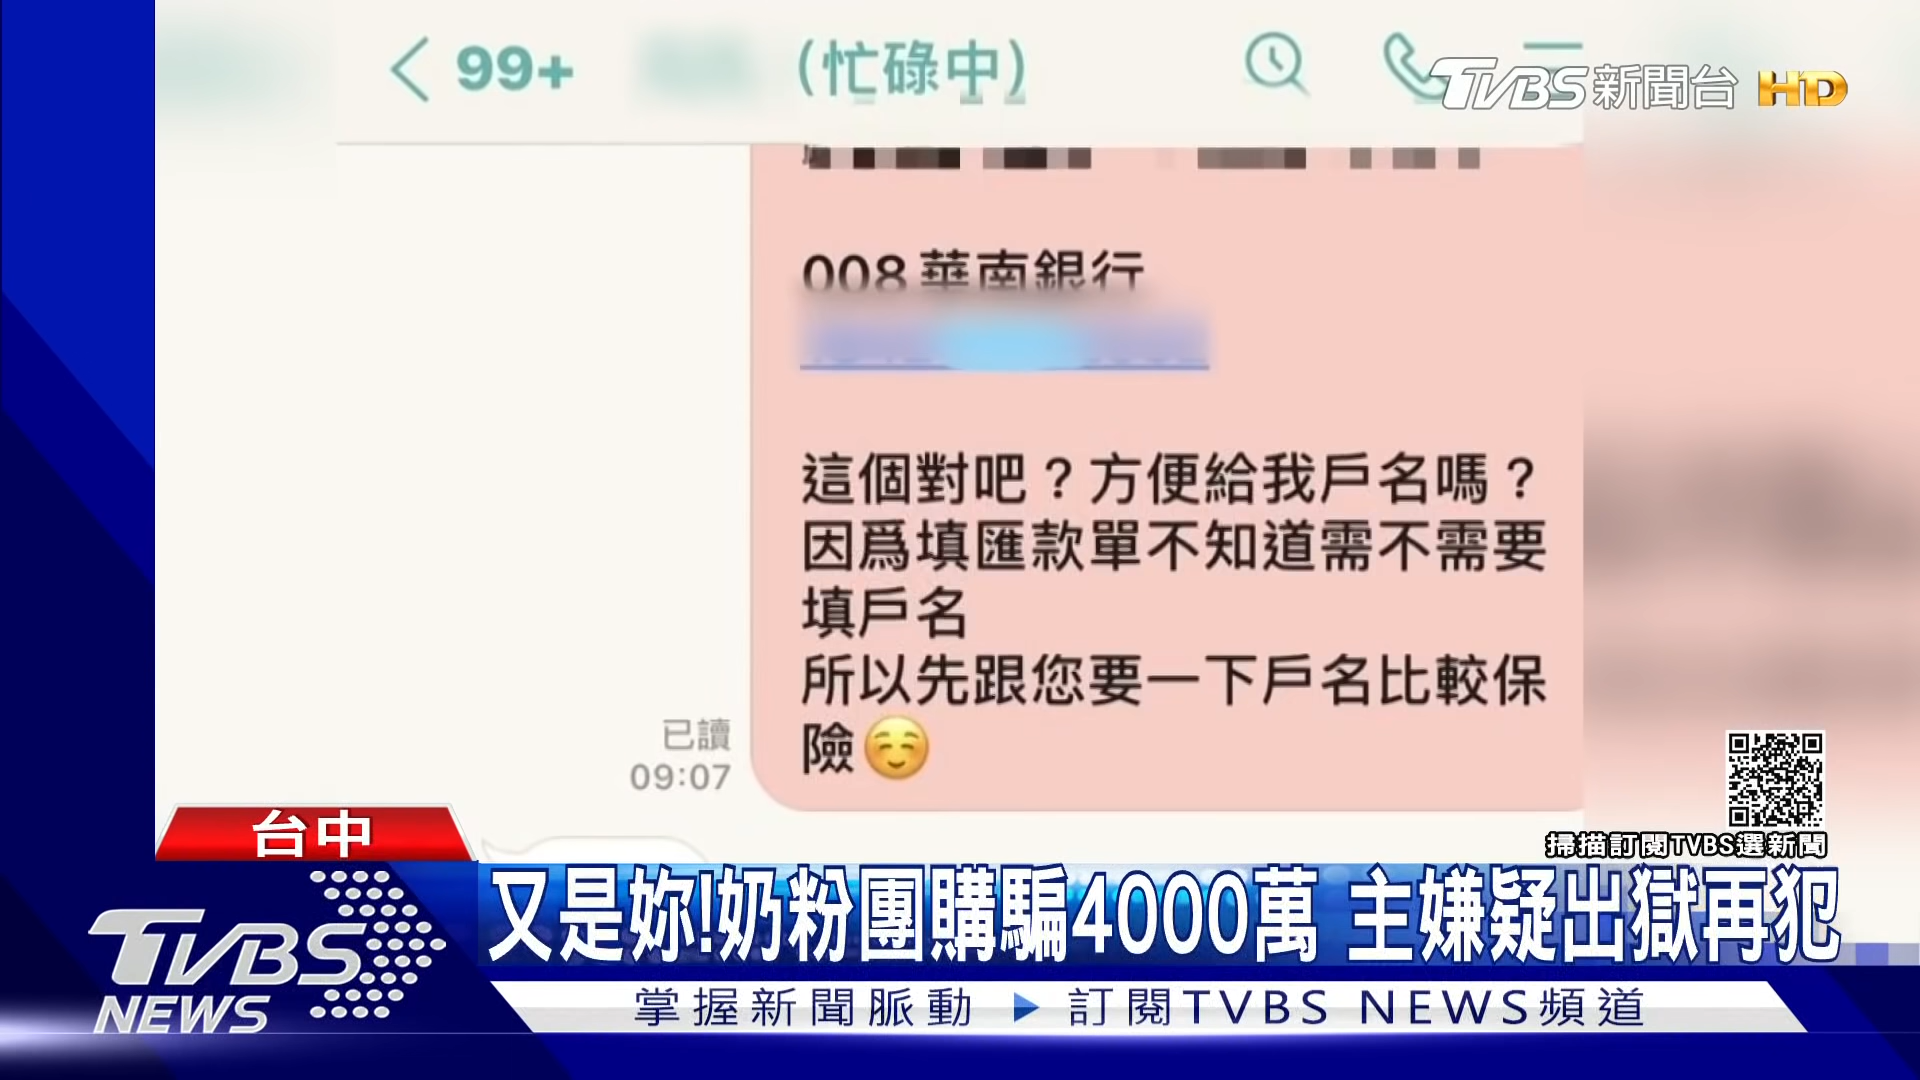 99+
(忙碌中)
TVBS新聞台 HD
008華南銀行
這個對吧？方便給我戶名嗎？
因爲填匯款單不知道需不需要
填戶名
所以先跟您要一下戶名比較保
險
已讀
09:07
掃描訂閱TVBS選新聞
台中
又是妳!奶粉團購騙4000萬 主嫌疑出獄再犯
TVBS
NEWS
掌握新聞脈動 ▶ 訂閱TVBS NEWS頻道